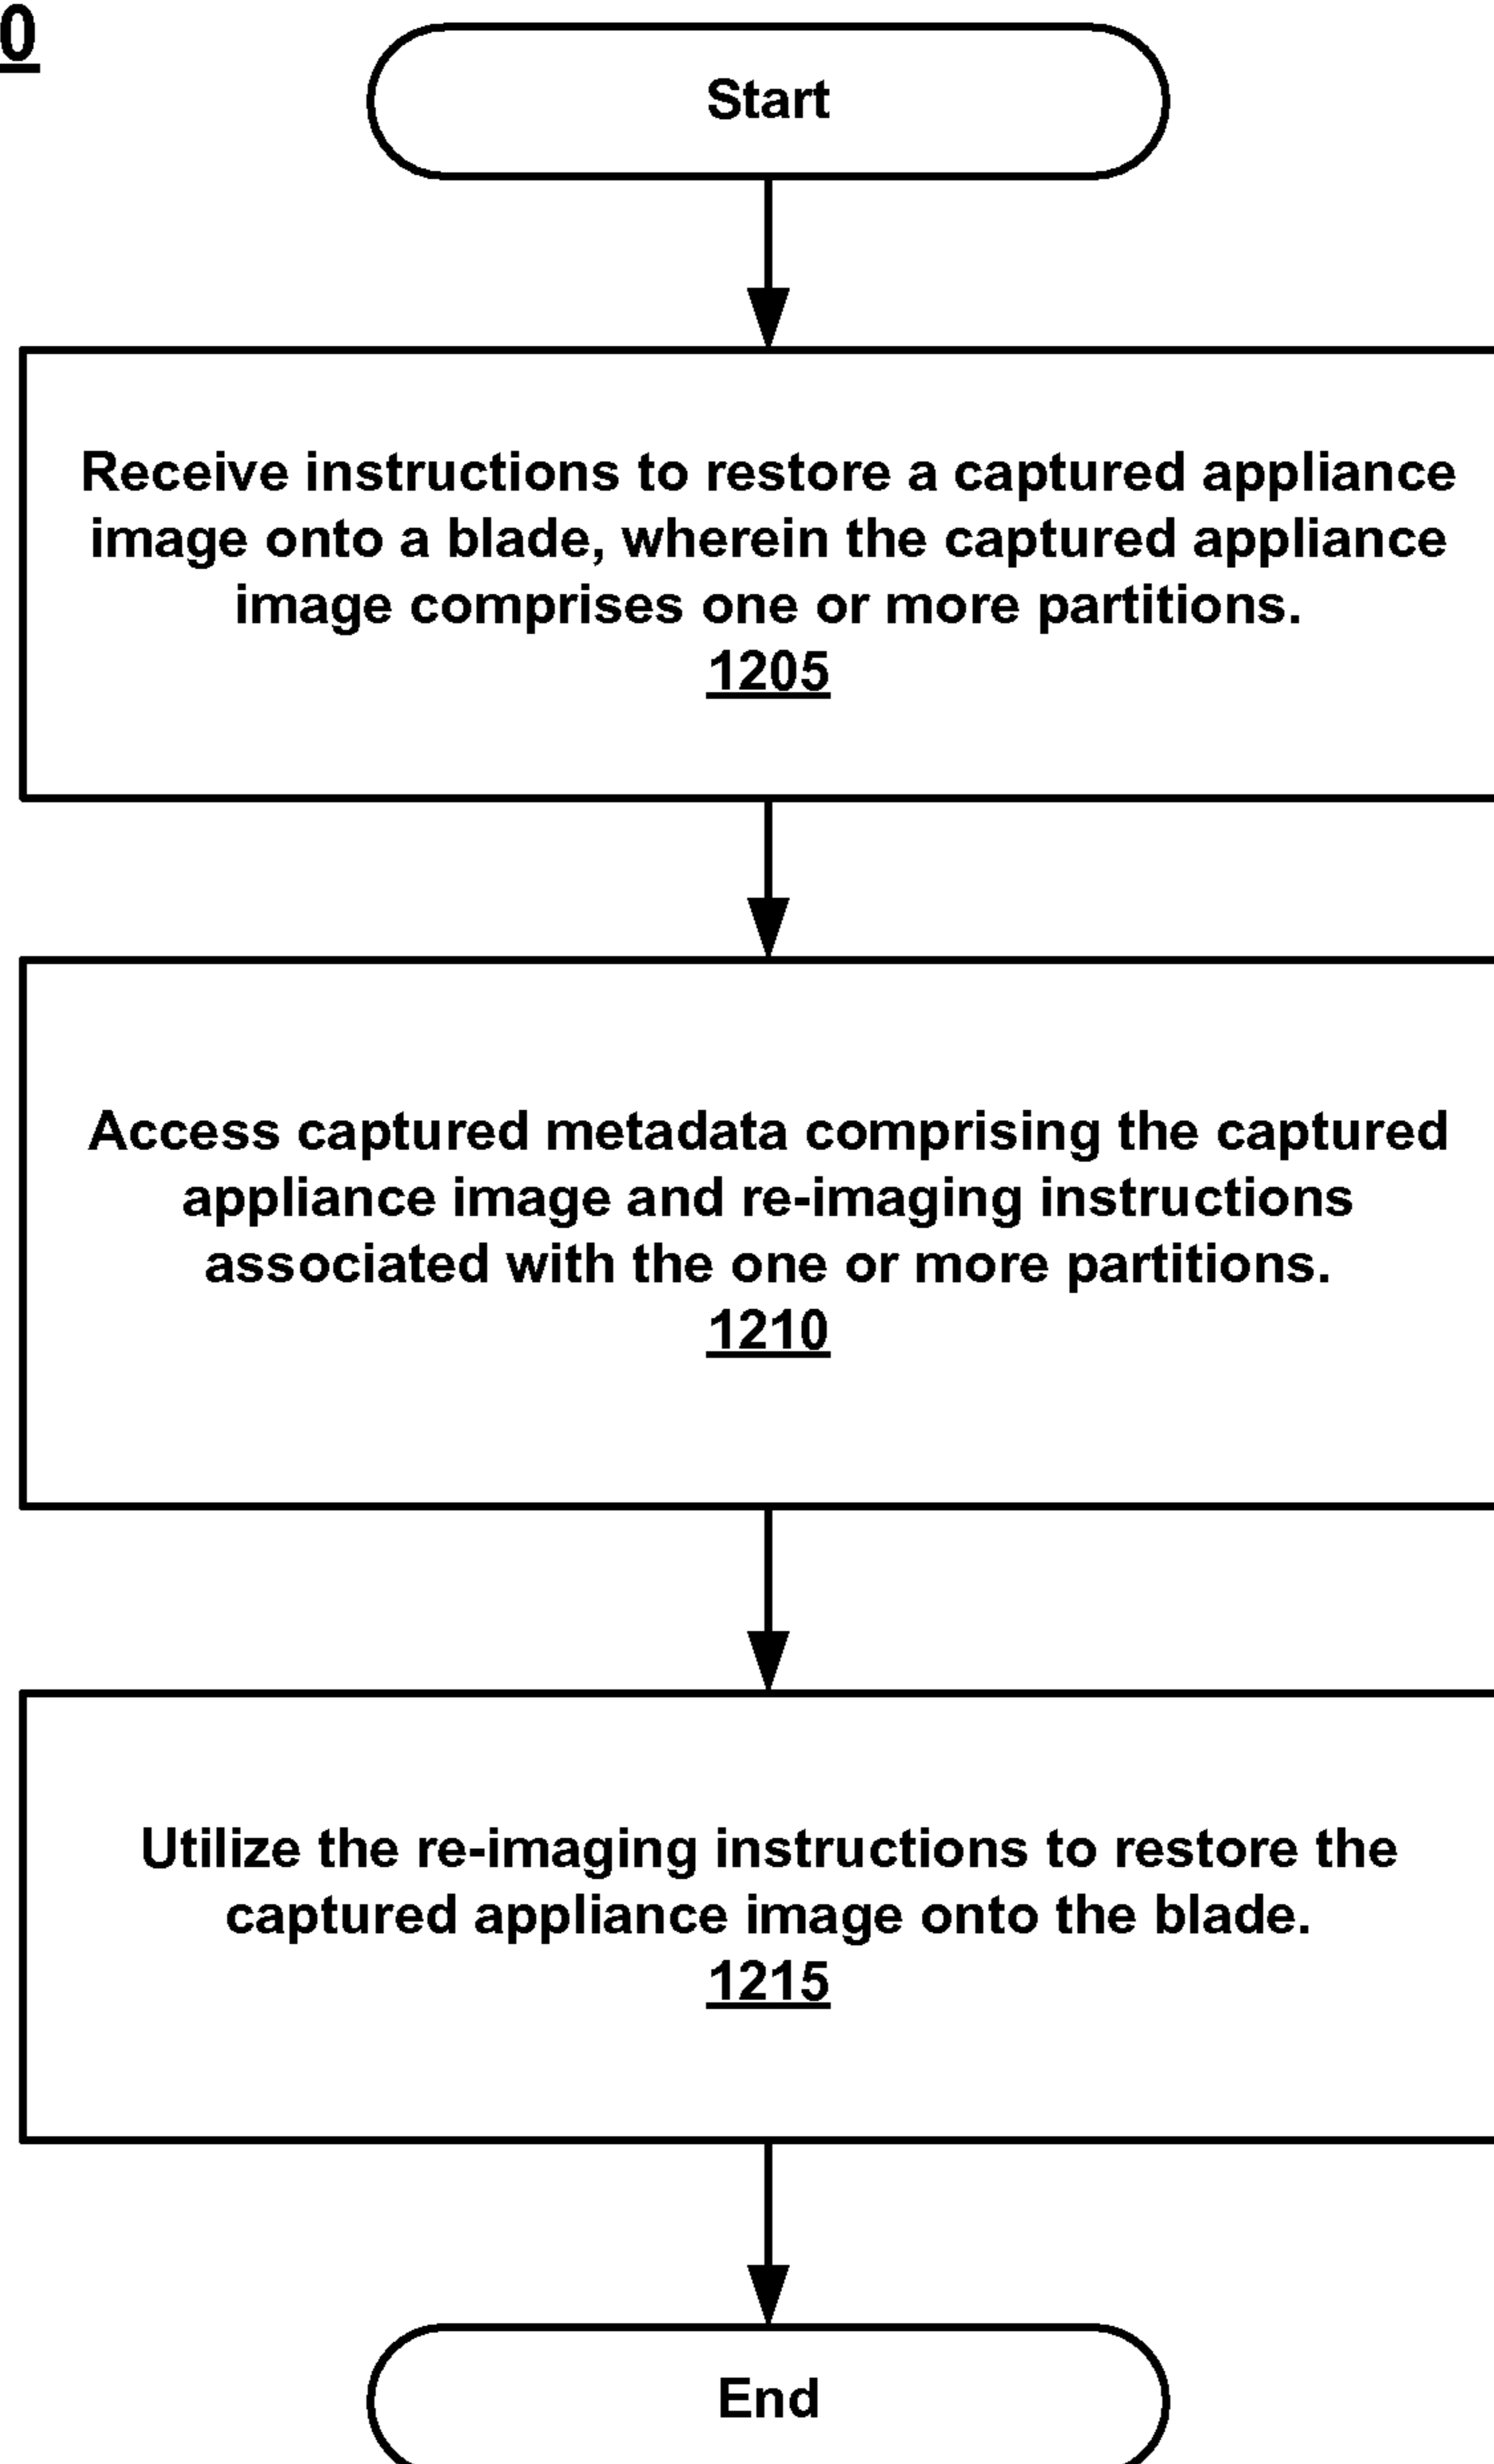 0
Start
Receive instructions to restore a captured appliance
image onto a blade, wherein the captured appliance
image comprises one or more partitions.
1205
Access captured metadata comprising the captured
appliance image and re-imaging instructions
associated with the one or more partitions.
1210
Utilize the re-imaging instructions to restore the
captured appliance image onto the blade.
1215
End